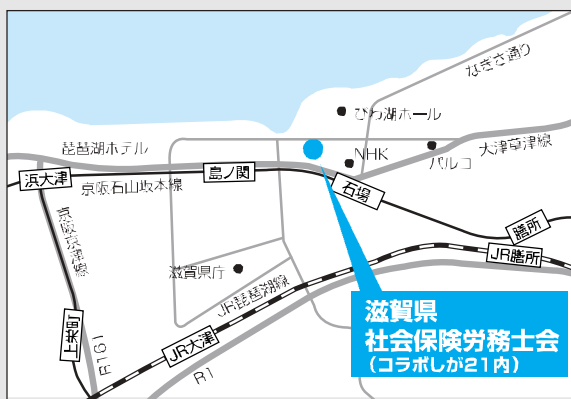 なぎさ通り
びわ湖ホール
琵琶湖ホテル
NHK
パルコ
大津草津線
浜大津
京阪石山坂本線
島ノ関
石場
膳所
京阪京津線
滋賀県庁
JR琵琶湖線
JR膳所
上栄町
R161
JR大津
R1
滋賀県
社会保険労務士会
（コラボしが21内）